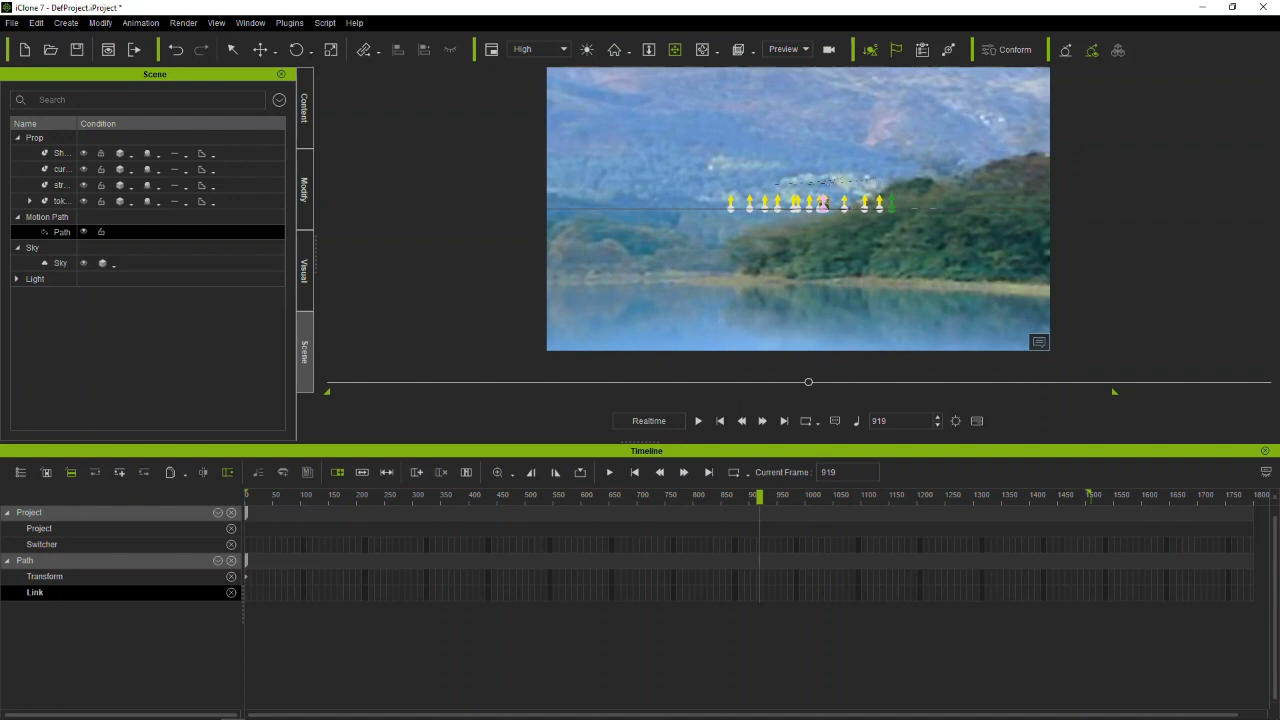 iClone 7 - DefProject.iProject *
File Edit Create Modify Animation Render View Window Plugins Script Help
High Preview Conform
Scene
Search
Name Condition
Prop
Sh...
cur...
str...
tok...
Motion Path
Path
Sky
Sky
Light
Content
Modify
Visual
Scene
Realtime 919
Timeline
Current Frame : 919
0 50 100 150 200 250 300 350 400 450 500 550 600 650 700 750 800 850 900 950 1000 1050 1100 1150 1200 1250 1300 1350 1400 1450 1500 1550 1600 1650 1700 1750 1800
Project
Project
Switcher
Path
Transform
Link